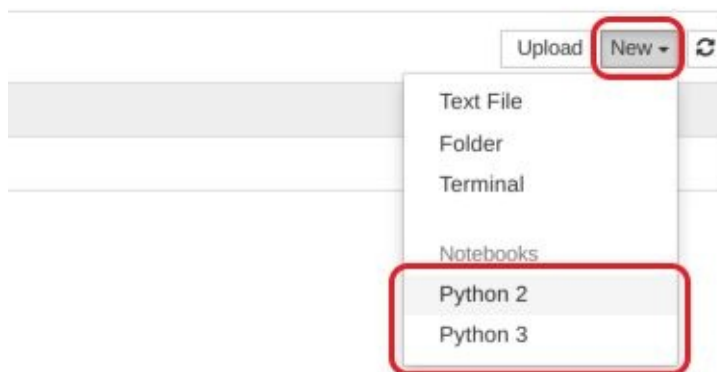 Upload New
Text File
Folder
Terminal
Notebooks
Python 2
Python 3